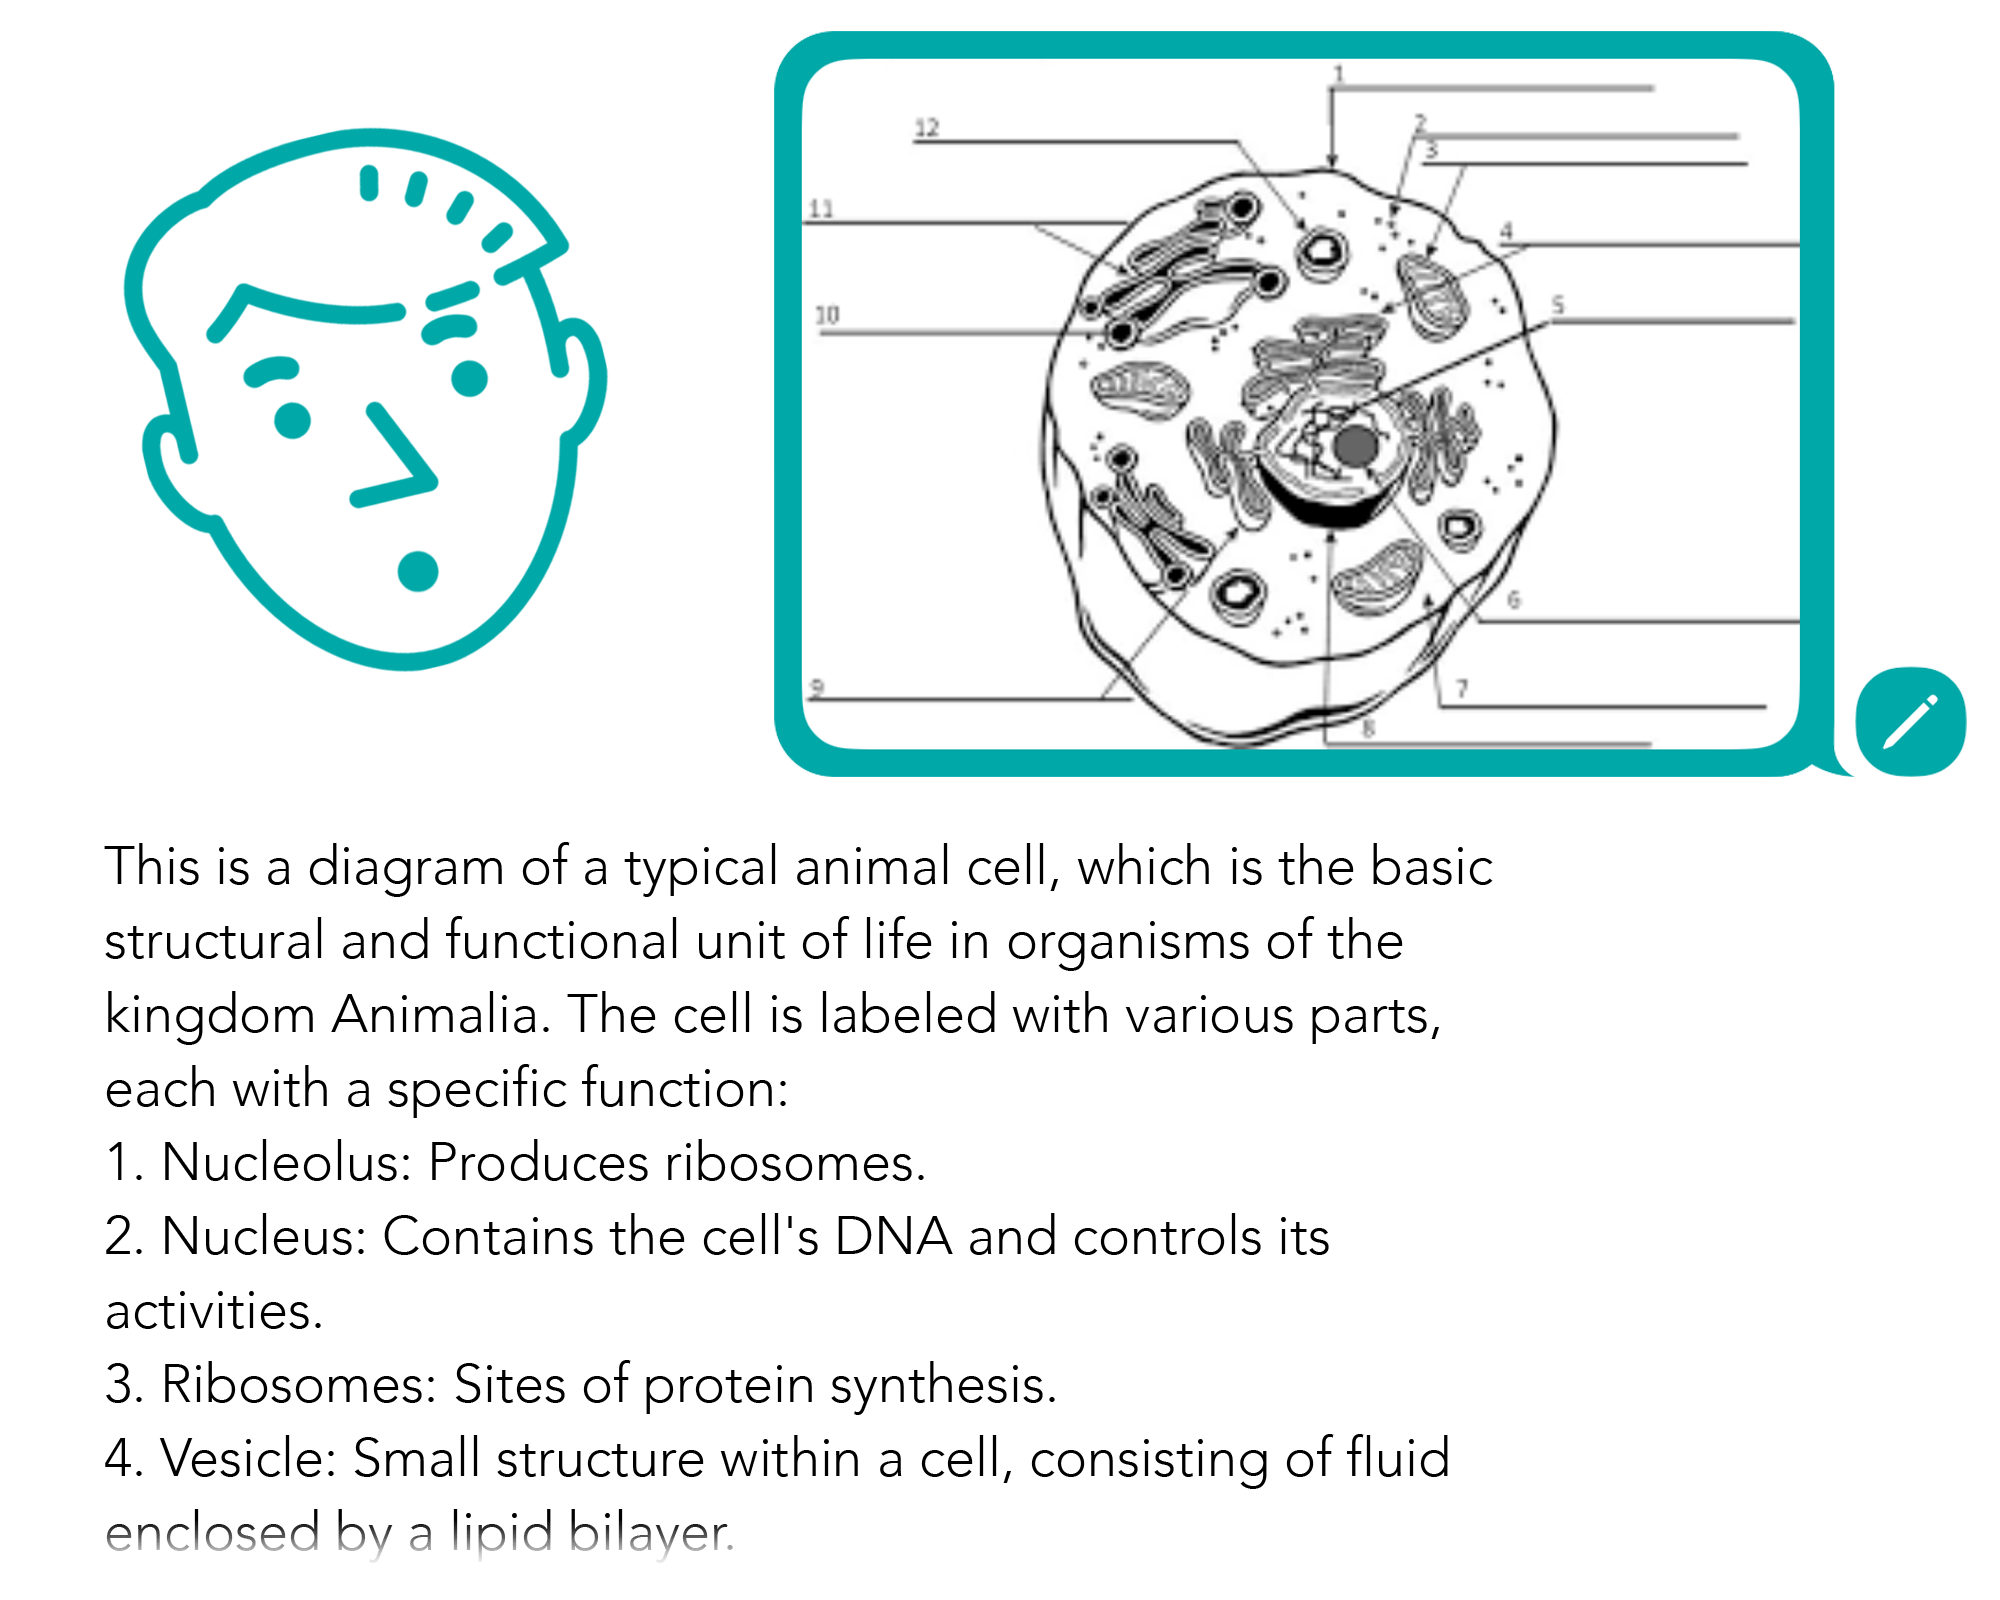 1
2
3
12
11
4
5
10
6
9
7
8
This is a diagram of a typical animal cell, which is the basic
structural and functional unit of life in organisms of the
kingdom Animalia. The cell is labeled with various parts,
each with a specific function:
1. Nucleolus: Produces ribosomes.
2. Nucleus: Contains the cell's DNA and controls its
activities.
3. Ribosomes: Sites of protein synthesis.
4. Vesicle: Small structure within a cell, consisting of fluid
enclosed by a lipid bilayer.